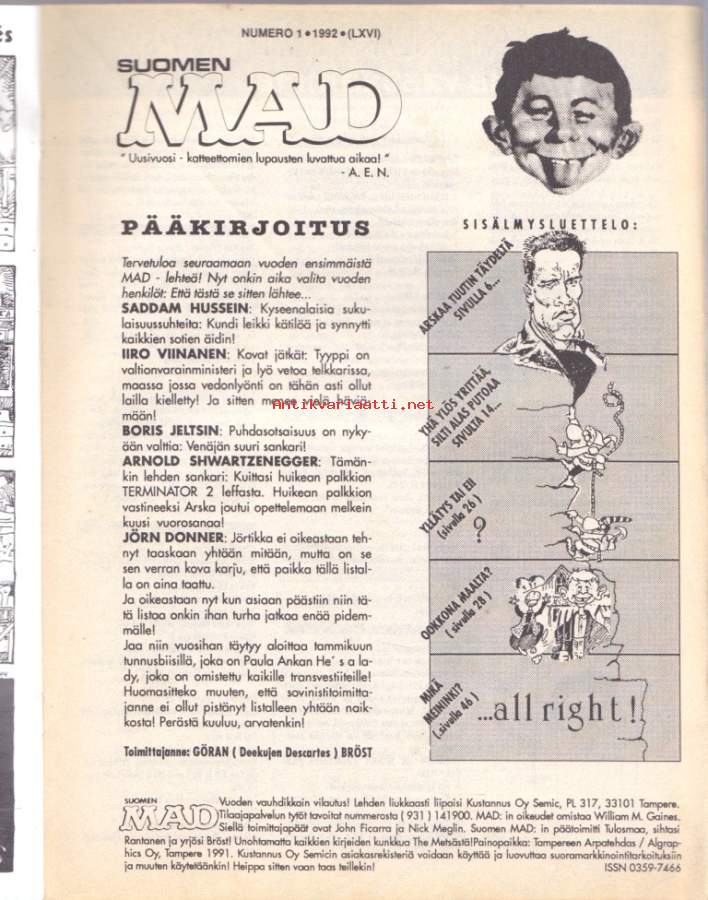 NUMERO 1 • 1992 • (LXVI)
SUOMEN
MAD
" Uusivuosi - katteettomien lupausten luvattua aikaa! "
- A. E. N.
PÄÄKIRJOITUS
Tervetuloa seuraamaan vuoden ensimmäistä
MAD - lehteä! Nyt onkin aika valita vuoden
henkilöt: Että tästä se sitten lähtee...
SADDAM HUSSEIN: Kyseenalaisia suku-
laisuussuhteita: Kundi leikki kätilöä ja synnytti
kaikkien sotien äidin!
IIRO VIINANEN: Kovat jätkät: Tyyppi on
valtionvarainministeri ja lyö vetoa telkkarissa,
maassa jossa vedonlyönti on tähän asti ollut
lailla kielletty! Ja sitten menee vielä häviä-
mään!
BORIS JELTSIN: Puhdasotsaisuus on nyky-
ään valttia: Venäjän suuri sankari!
ARNOLD SHWARTZENEGGER: Tämän-
kin lehden sankari: Kuittasi huikean palkkion
TERMINATOR 2 leffasta. Huikean palkkion
vastineeksi Arska joutui opettelemaan melkein
kuusi vuorosanaa!
JÖRN DONNER: Jörtikka ei oikeastaan teh-
nyt taaskaan yhtään mitään, mutta on se
sen verran kova karju, että paikka tällä listal-
la on aina taattu.
Ja oikeastaan nyt kun asiaan päästiin niin tä-
tä listaa onkin ihan turha jatkaa enää pidem-
mälle!
Jaa niin vuosihan täytyy aloittaa tammikuun
tunnusbiisillä, joka on Paula Ankan He´ s a la-
dy, joka on omistettu kaikille transvestiiteille!
Huomasitteko muuten, että sovinistitoimitta-
janne ei ollut pistänyt listalleen yhtään naik-
kosta! Perästä kuuluu, arvatenkin!
Toimittajanne: GÖRAN ( Deekujen Descartes ) BRÖST
SISÄLMYSLUETTELO:
ARSKAA TUUTIN TÄYDELTÄ
SIVULLA 6...
YHÄ YLÖS YRITTÄÄ,
SILTI ALAS PUTOAA
SIVULTA 14...
YLLÄTYS TAI EI!
(sivulla 26 )
?
OOKKONA MAALTA?
( sivulla 28 )
MIKÄ
MEININKI?
(.sivulla 46 )
...all right!
Antikvariaatti.net
SUOMEN
MAD
Vuoden vauhdikkain vilautus! Lehden liukkaasti liipaisi Kustannus Oy Semic, PL 317, 33101 Tampere.
Tilaajapalvelun tytöt tavoitat nummerosta ( 931 ) 141900. MAD: in oikeudet omistaa William M. Gaines.
Siellä toimittajapäät ovat John Ficarra ja Nick Meglin. Suomen MAD: in päätoimitti Tulosmaa, sihtasi
Rantanen ja yrjösi Bröst! Unohtamatta kaikkien kirjeiden kunkkua The Metsästä!Painopaikka: Tampereen Arpatehdas / Algrap-
hics Oy, Tampere 1991. Kustannus Oy Semicin asiakasrekisteriä voidaan käyttää ja luovuttaa suoramarkkinointitarkoituksiin
ja muuten käytetäänkin! Heippa sitten vaan taas teillekin!
ISSN 0359-7466